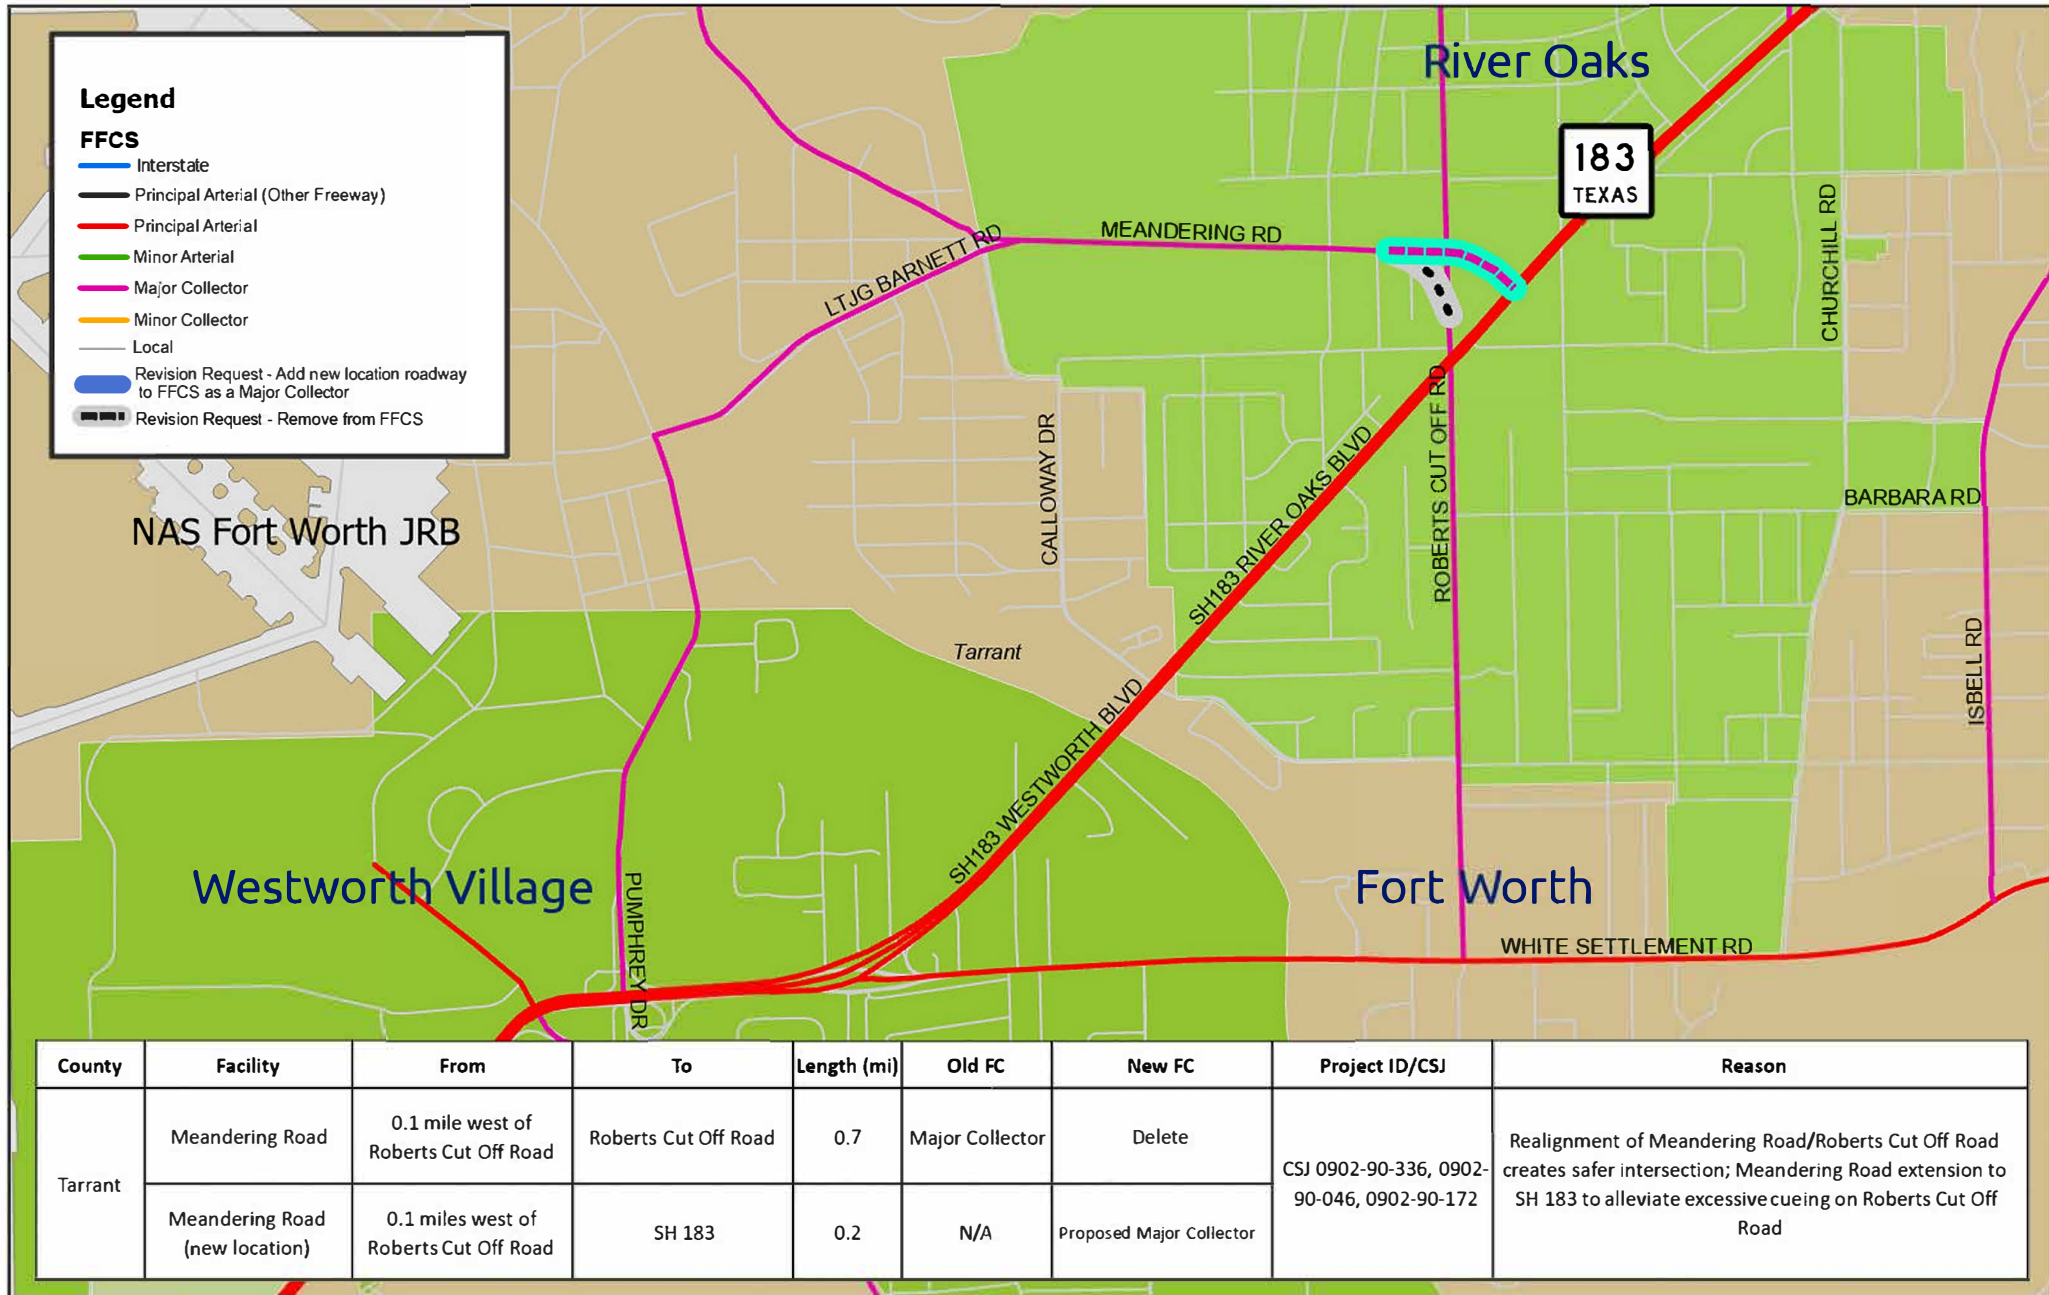 Legend
FFCS
Interstate
Principal Arterial (Other Freeway)
Principal Arterial
Minor Arterial
Major Collector
Minor Collector
Local
Revision Request - Add new location roadway
to FFCS as a Major Collector
Revision Request - Remove from FFCS
River Oaks
183
TEXAS
MEANDERING RD
LTJG BARNETT RD
CHURCHILL RD
CALLOWAY DR
ROBERTS CUT OFF RD
SH183 RIVER OAKS BLVD
BARBARA RD
NAS Fort Worth JRB
Tarrant
ISBELL RD
SH183 WESTWORTH BLVD
Westworth Village
PUMPHREY DR
Fort Worth
WHITE SETTLEMENT RD
County Facility From To Length (mi) Old FC New FC Project ID/CSJ Reason
Tarrant
Meandering Road
0.1 mile west of
Roberts Cut Off Road
Roberts Cut Off Road
0.7
Major Collector
Delete
Meandering Road
(new location)
0.1 miles west of
Roberts Cut Off Road
SH 183
0.2
N/A
Proposed Major Collector
CSJ 0902-90-336, 0902-
90-046, 0902-90-172
Realignment of Meandering Road/Roberts Cut Off Road
creates safer intersection; Meandering Road extension to
SH 183 to alleviate excessive cueing on Roberts Cut Off
Road